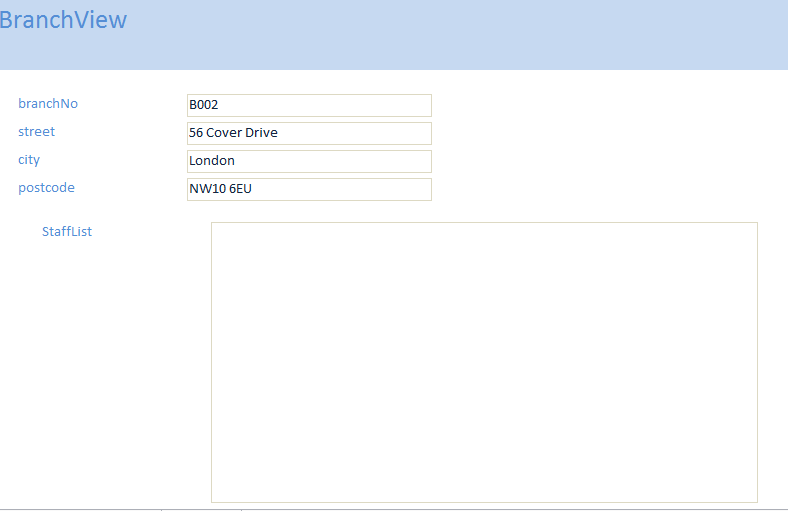 BranchView
branchNo B002
street 56 Cover Drive
city London
postcode NW10 6EU
StaffList